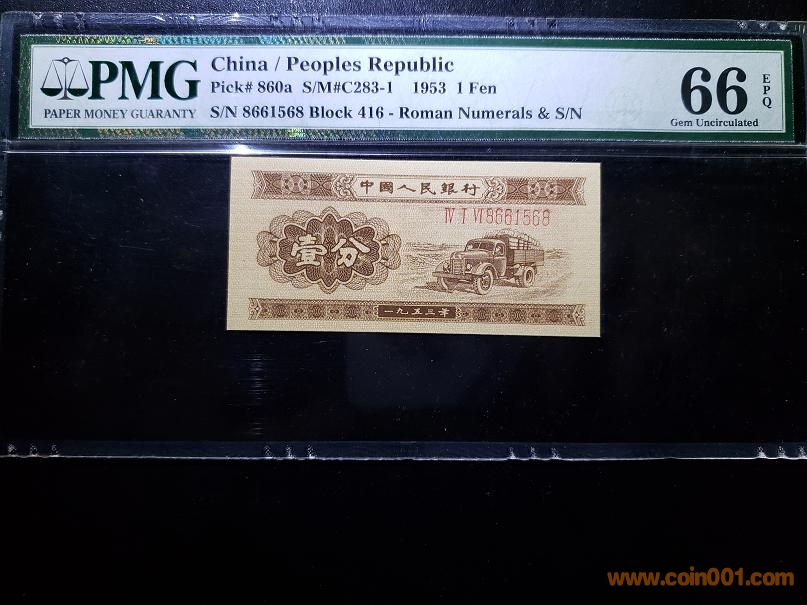 PMG
PAPER MONEY GUARANTY
China / Peoples Republic
Pick# 860a S/M#C283-1 1953 1 Fen
S/N 8661568 Block 416 - Roman Numerals & S/N
66
EPQ
Gem Uncirculated
中國人民銀行
Ⅳ Ⅰ Ⅵ 8661568
壹分
一九五三年
www.coin001.com